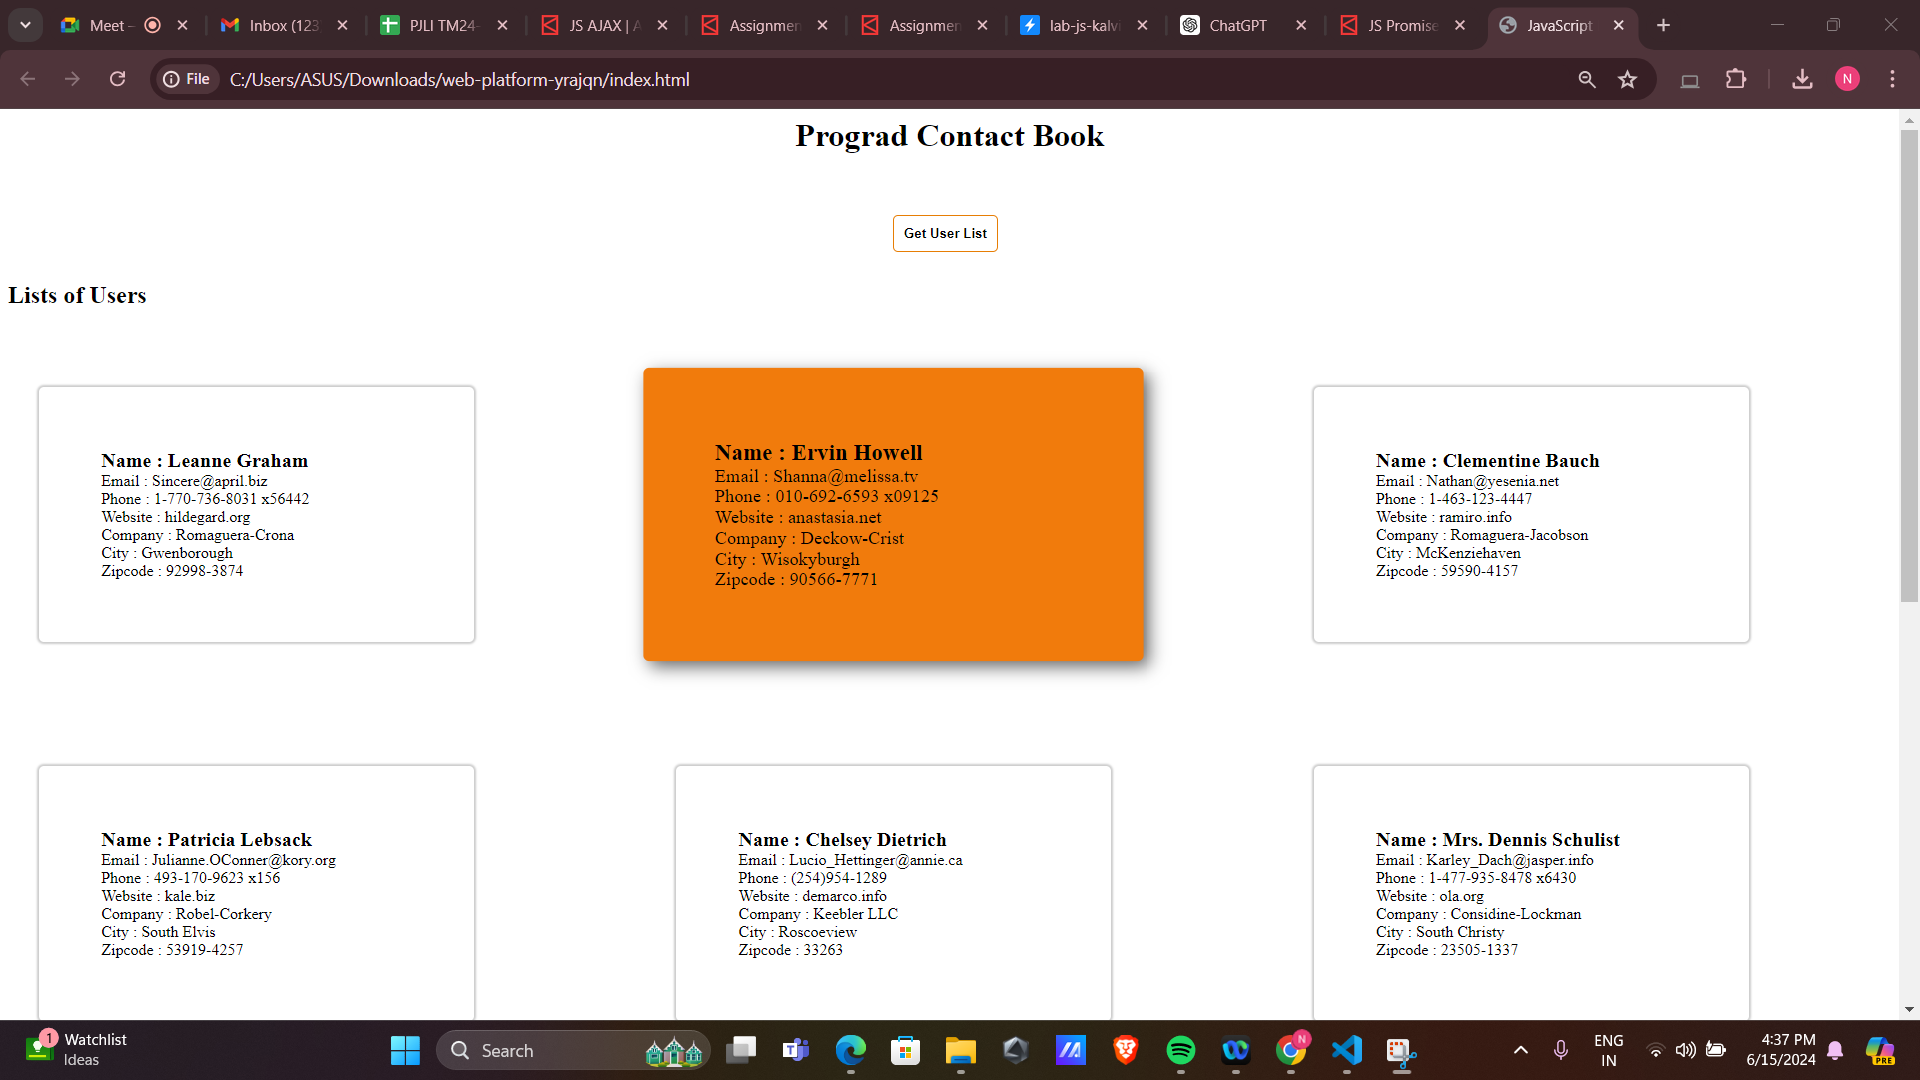 Meet -
Inbox (123
PJLI TM24-
JS AJAX | A
Assignmen
Assignmen
lab-js-kalvi
ChatGPT
JS Promise
JavaScript
File
C:/Users/ASUS/Downloads/web-platform-yrajqn/index.html
N
Prograd Contact Book
Get User List
Lists of Users
Name : Leanne Graham
Email : Sincere@april.biz
Phone : 1-770-736-8031 x56442
Website : hildegard.org
Company : Romaguera-Crona
City : Gwenborough
Zipcode : 92998-3874
Name : Ervin Howell
Email : Shanna@melissa.tv
Phone : 010-692-6593 x09125
Website : anastasia.net
Company : Deckow-Crist
City : Wisokyburgh
Zipcode : 90566-7771
Name : Clementine Bauch
Email : Nathan@yesenia.net
Phone : 1-463-123-4447
Website : ramiro.info
Company : Romaguera-Jacobson
City : McKenziehaven
Zipcode : 59590-4157
Name : Patricia Lebsack
Email : Julianne.OConner@kory.org
Phone : 493-170-9623 x156
Website : kale.biz
Company : Robel-Corkery
City : South Elvis
Zipcode : 53919-4257
Name : Chelsey Dietrich
Email : Lucio_Hettinger@annie.ca
Phone : (254)954-1289
Website : demarco.info
Company : Keebler LLC
City : Roscoeview
Zipcode : 33263
Name : Mrs. Dennis Schulist
Email : Karley_Dach@jasper.info
Phone : 1-477-935-8478 x6430
Website : ola.org
Company : Considine-Lockman
City : South Christy
Zipcode : 23505-1337
1
Watchlist
Ideas
Search
N
ENG
IN
4:37 PM
6/15/2024
PRE